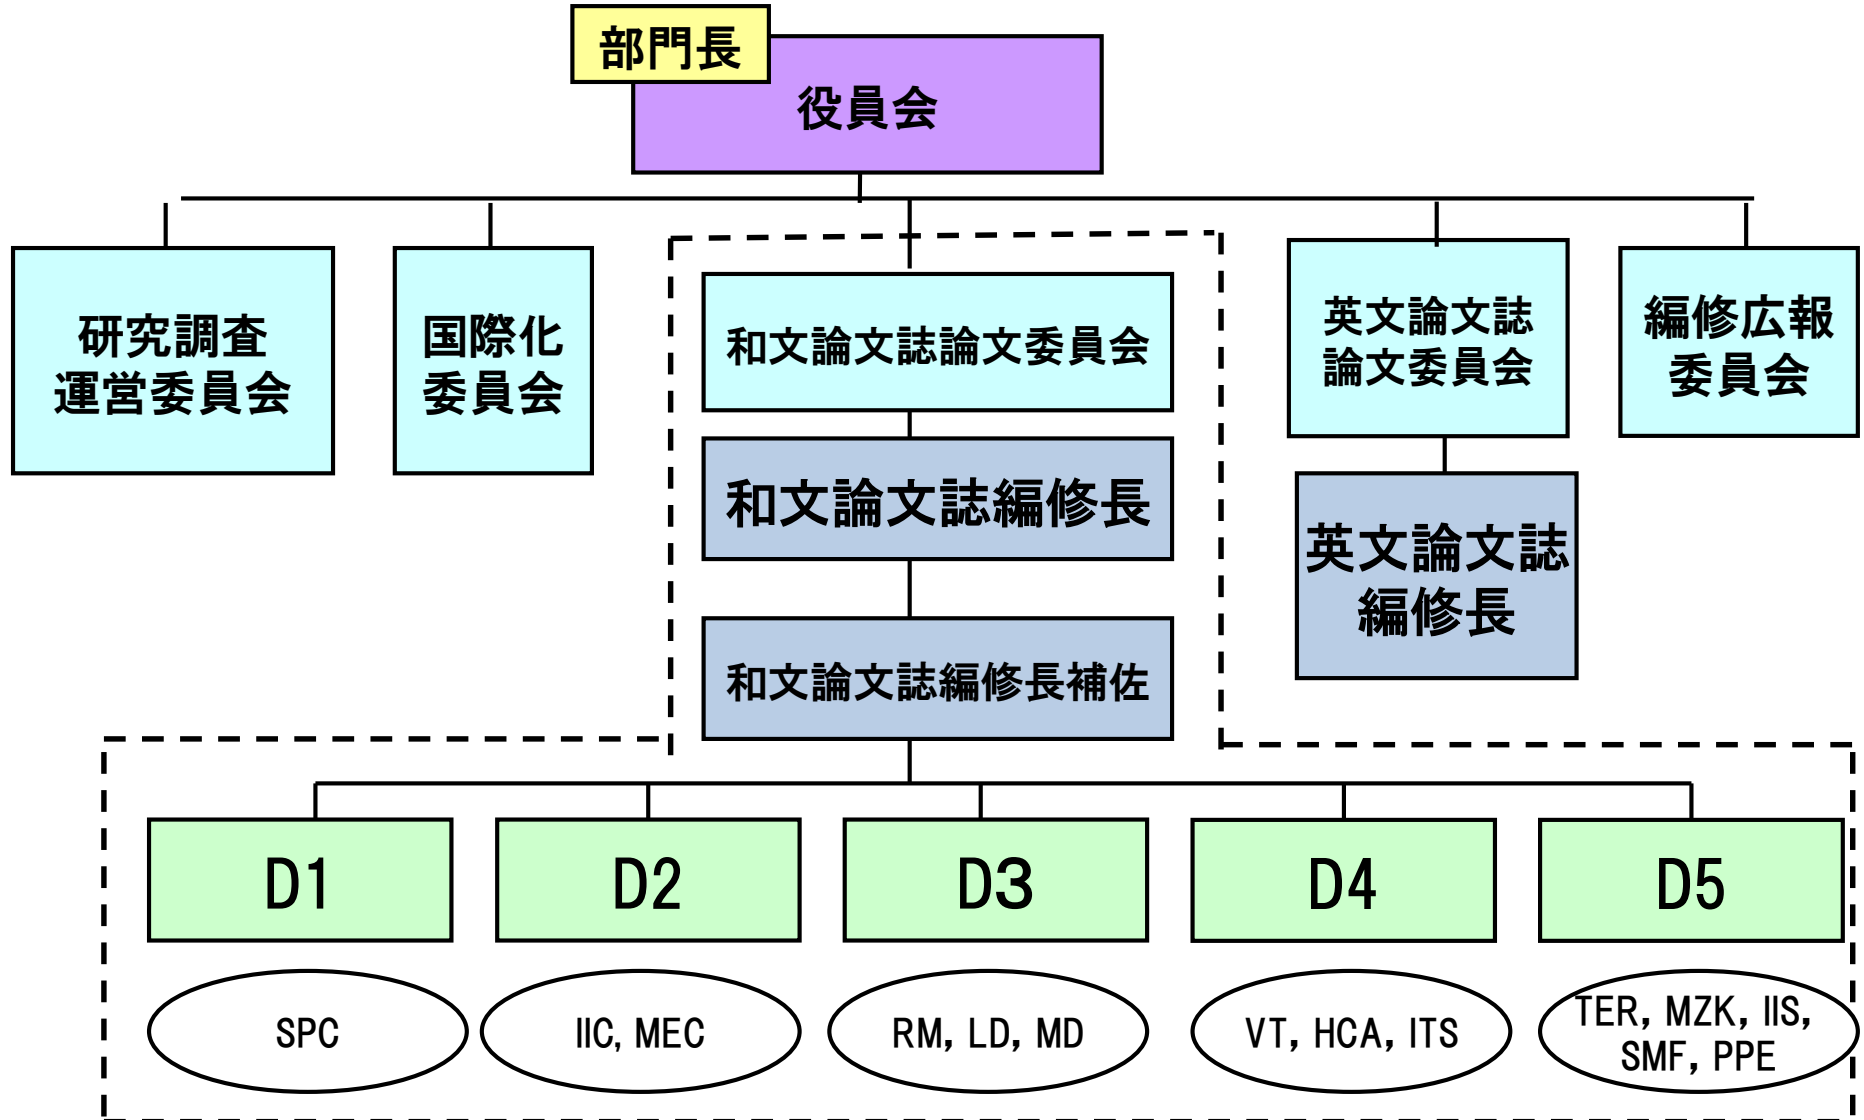 部門長
役員会
研究調査
運営委員会
国際化
委員会
和文論文誌論文委員会
英文論文誌
論文委員会
編修広報
委員会
和文論文誌編修長
英文論文誌
編修長
和文論文誌編修長補佐
D1
D2
D3
D4
D5
SPC
IIC, MEC
RM, LD, MD
VT, HCA, ITS
TER, MZK, IIS,
SMF, PPE